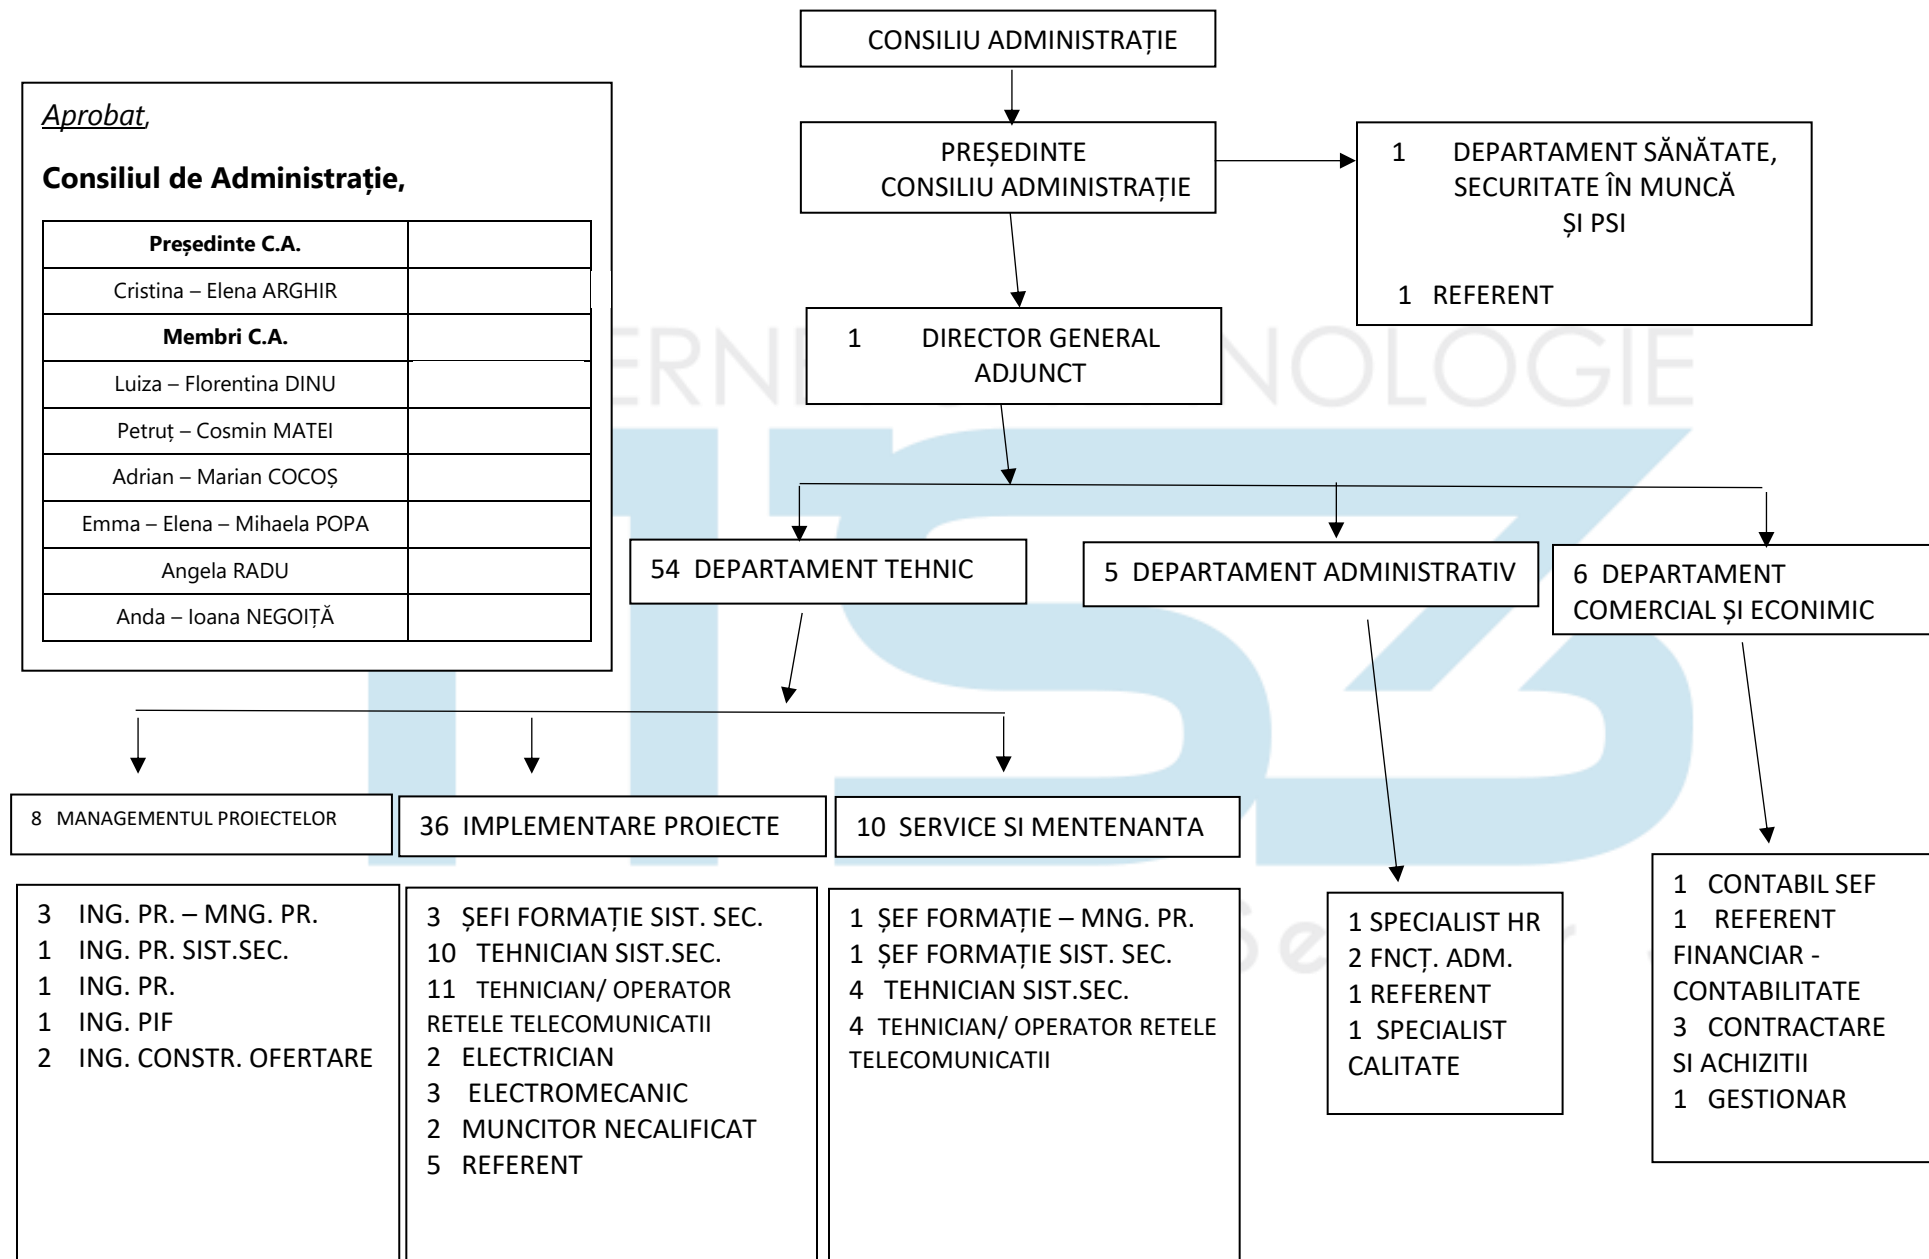 CONSILIU ADMINISTRAȚIE
Aprobat,
Consiliul de Administrație,
Președinte C.A.
Cristina – Elena ARGHIR
Membri C.A.
Luiza – Florentina DINU
Petruț – Cosmin MATEI
Adrian – Marian COCOȘ
Emma – Elena – Mihaela POPA
Angela RADU
Anda – Ioana NEGOIȚĂ
PREȘEDINTE
CONSILIU ADMINISTRAȚIE
1 DEPARTAMENT SĂNĂTATE,
SECURITATE ÎN MUNCĂ
ȘI PSI
1 REFERENT
1 DIRECTOR GENERAL
ADJUNCT
54 DEPARTAMENT TEHNIC
5 DEPARTAMENT ADMINISTRATIV
6 DEPARTAMENT
COMERCIAL ȘI ECONIMIC
8 MANAGEMENTUL PROIECTELOR
36 IMPLEMENTARE PROIECTE
10 SERVICE SI MENTENANTA
3 ING. PR. – MNG. PR.
1 ING. PR. SIST.SEC.
1 ING. PR.
1 ING. PIF
2 ING. CONSTR. OFERTARE
3 ȘEFI FORMAȚIE SIST. SEC.
10 TEHNICIAN SIST.SEC.
11 TEHNICIAN/ OPERATOR
RETELE TELECOMUNICATII
2 ELECTRICIAN
3 ELECTROMECANIC
2 MUNCITOR NECALIFICAT
5 REFERENT
1 ȘEF FORMAȚIE – MNG. PR.
1 ȘEF FORMAȚIE SIST. SEC.
4 TEHNICIAN SIST.SEC.
4 TEHNICIAN/ OPERATOR RETELE
TELECOMUNICATII
1 SPECIALIST HR
2 FNCȚ. ADM.
1 REFERENT
1 SPECIALIST
CALITATE
1 CONTABIL SEF
1 REFERENT
FINANCIAR -
CONTABILITATE
3 CONTRACTARE
SI ACHIZITII
1 GESTIONAR